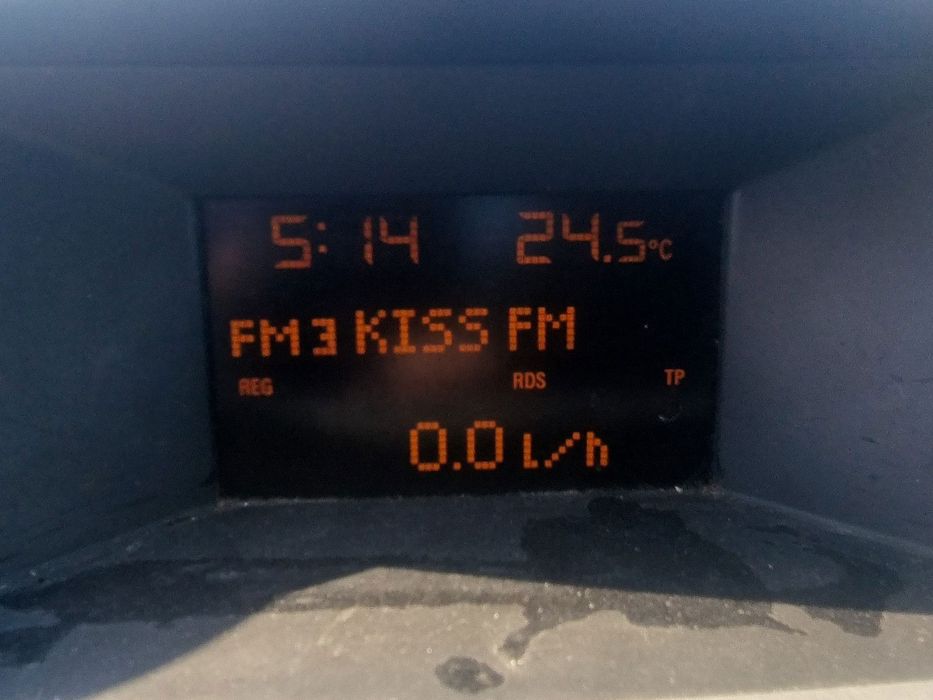 5:14 24.5°C
FM3 KISS FM
REG RDS TP
0.0 l/h